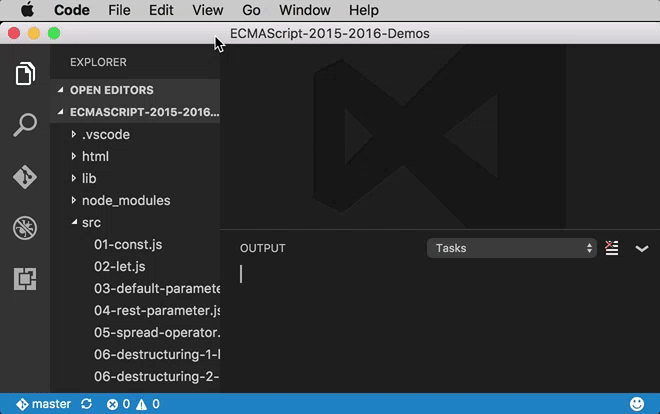 Code File Edit View Go Window Help
ECMAScript-2015-2016-Demos
EXPLORER
OPEN EDITORS
ECMASCRIPT-2015-2016...
.vscode
html
lib
node_modules
src
01-const.js
02-let.js
03-default-paramete
04-rest-parameter.js
05-spread-operator.
06-destructuring-1-
06-destructuring-2-
OUTPUT
Tasks
master 0 0